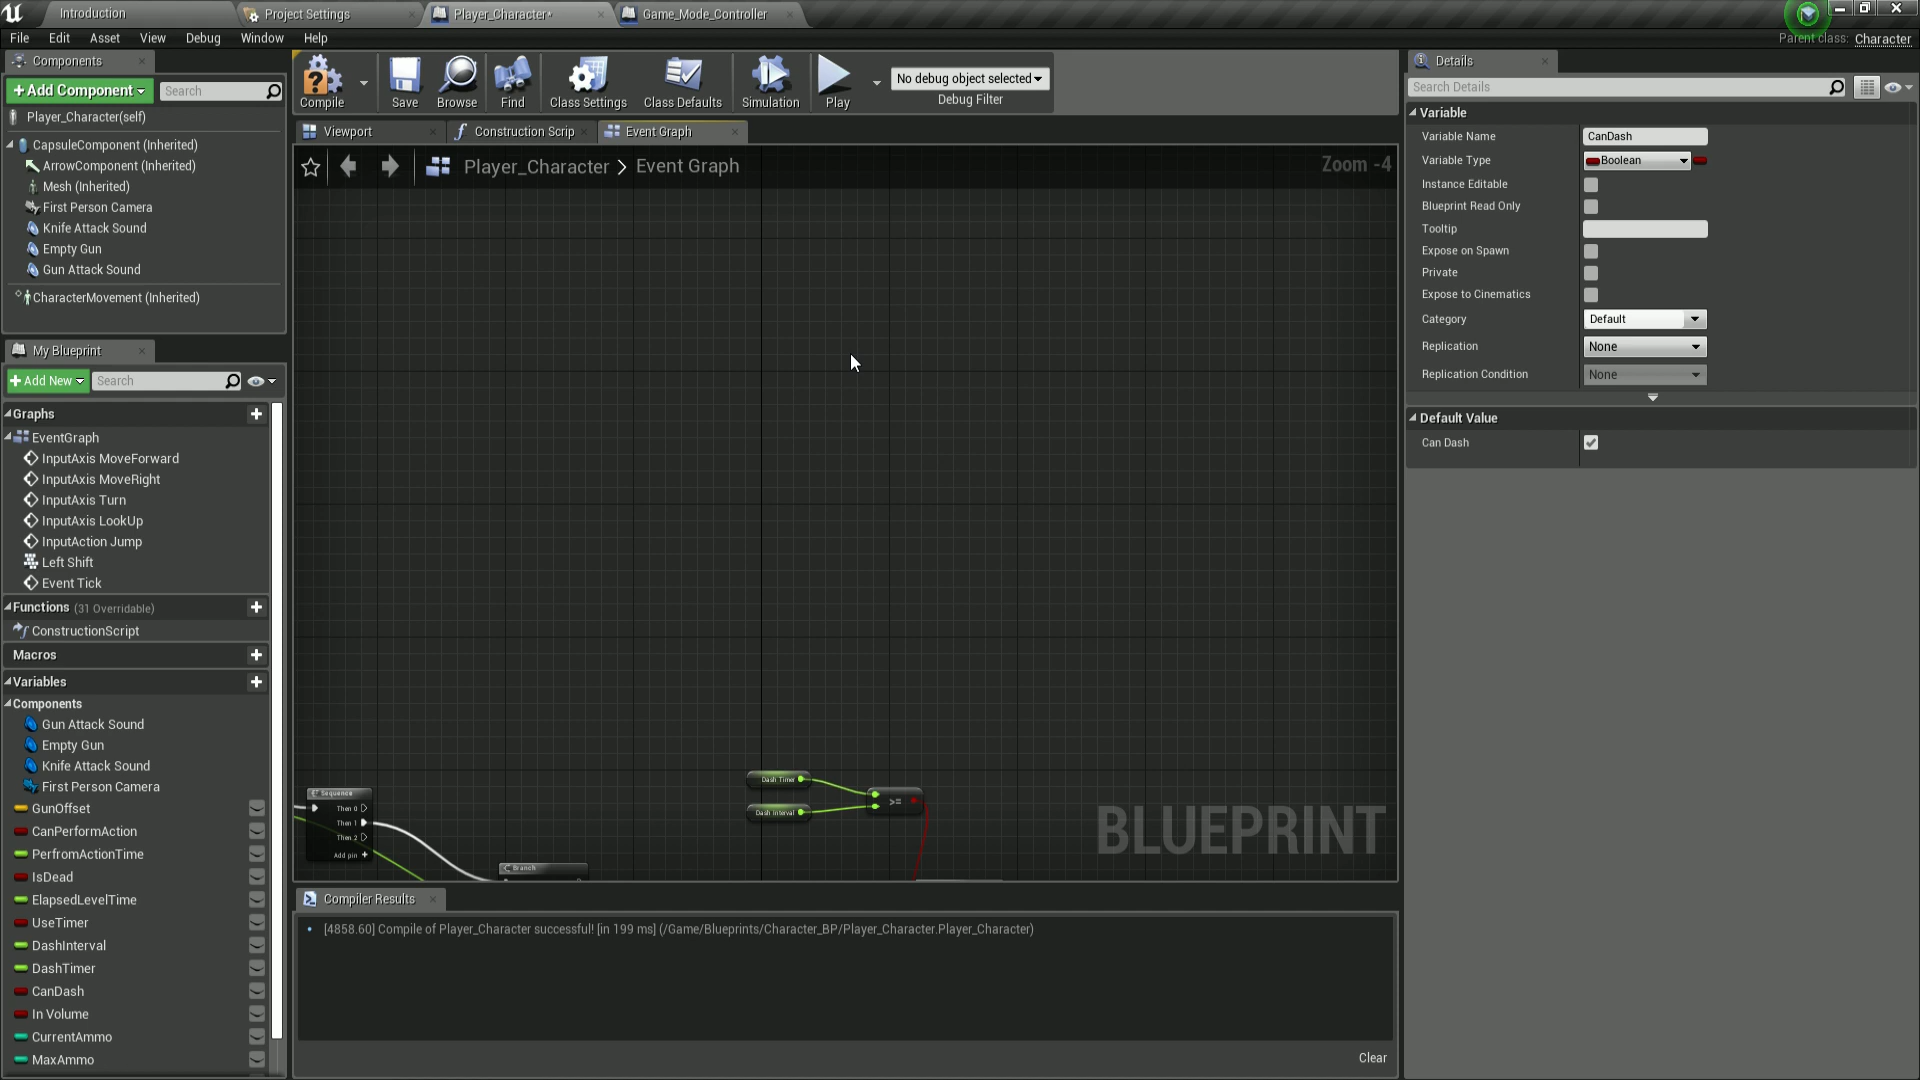 Introduction
Project Settings
Player_Character*
Game_Mode_Controller
File Edit Asset View Debug Window Help
Parent class: Character
Components
+Add Component
Search
Player_Character(self)
CapsuleComponent (Inherited)
ArrowComponent (Inherited)
Mesh (Inherited)
First Person Camera
Knife Attack Sound
Empty Gun
Gun Attack Sound
CharacterMovement (Inherited)
My Blueprint
+Add New
Search
Graphs
EventGraph
InputAxis MoveForward
InputAxis MoveRight
InputAxis Turn
InputAxis LookUp
InputAction Jump
Left Shift
Event Tick
Functions (31 Overridable)
ConstructionScript
Macros
Variables
Components
Gun Attack Sound
Empty Gun
Knife Attack Sound
First Person Camera
GunOffset
CanPerformAction
PerfromActionTime
IsDead
ElapsedLevelTime
UseTimer
DashInterval
DashTimer
CanDash
In Volume
CurrentAmmo
MaxAmmo
Compile Save Browse Find Class Settings Class Defaults Simulation Play
No debug object selected
Debug Filter
Viewport
Construction Scrip
Event Graph
Player_Character > Event Graph
Zoom -4
Sequence
Then 0
Then 1
Then 2
Add pin +
Branch
Dash Timer
Dash Interval
>=
BLUEPRINT
Compiler Results
[4858.60] Compile of Player_Character successful! [in 199 ms] (/Game/Blueprints/Character_BP/Player_Character.Player_Character)
Clear
Details
Search Details
Variable
Variable Name CanDash
Variable Type Boolean
Instance Editable
Blueprint Read Only
Tooltip
Expose on Spawn
Private
Expose to Cinematics
Category Default
Replication None
Replication Condition None
Default Value
Can Dash